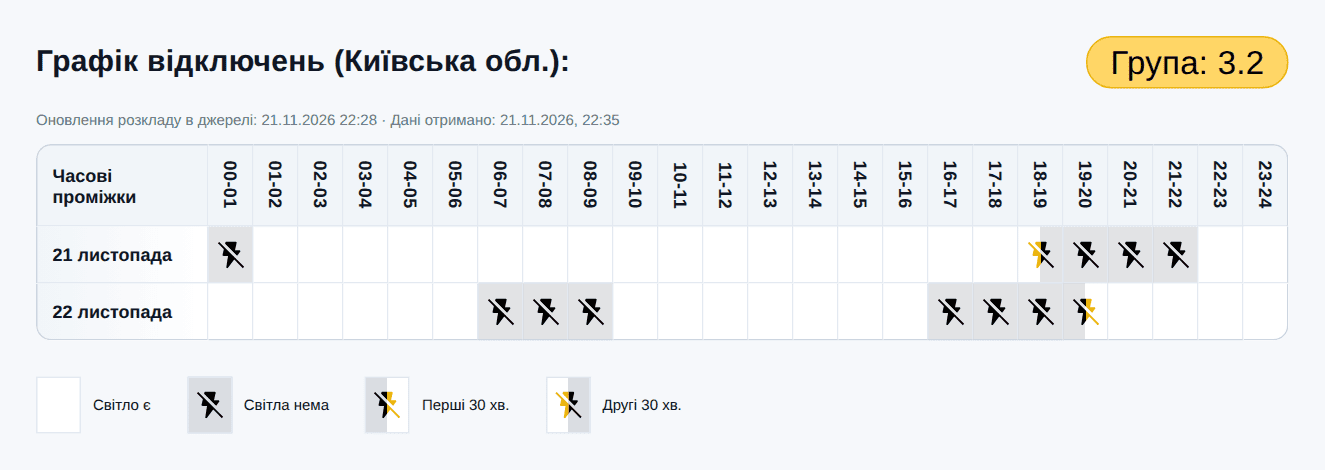 Графік відключень (Київська обл.):
Група: 3.2
Оновлення розкладу в джерелі: 21.11.2026 22:28 · Дані отримано: 21.11.2026, 22:35
Часові
проміжки
00-01
01-02
02-03
03-04
04-05
05-06
06-07
07-08
08-09
09-10
10-11
11-12
12-13
13-14
14-15
15-16
16-17
17-18
18-19
19-20
20-21
21-22
22-23
23-24
21 листопада
22 листопада
Світло є
Світла нема
Перші 30 хв.
Другі 30 хв.